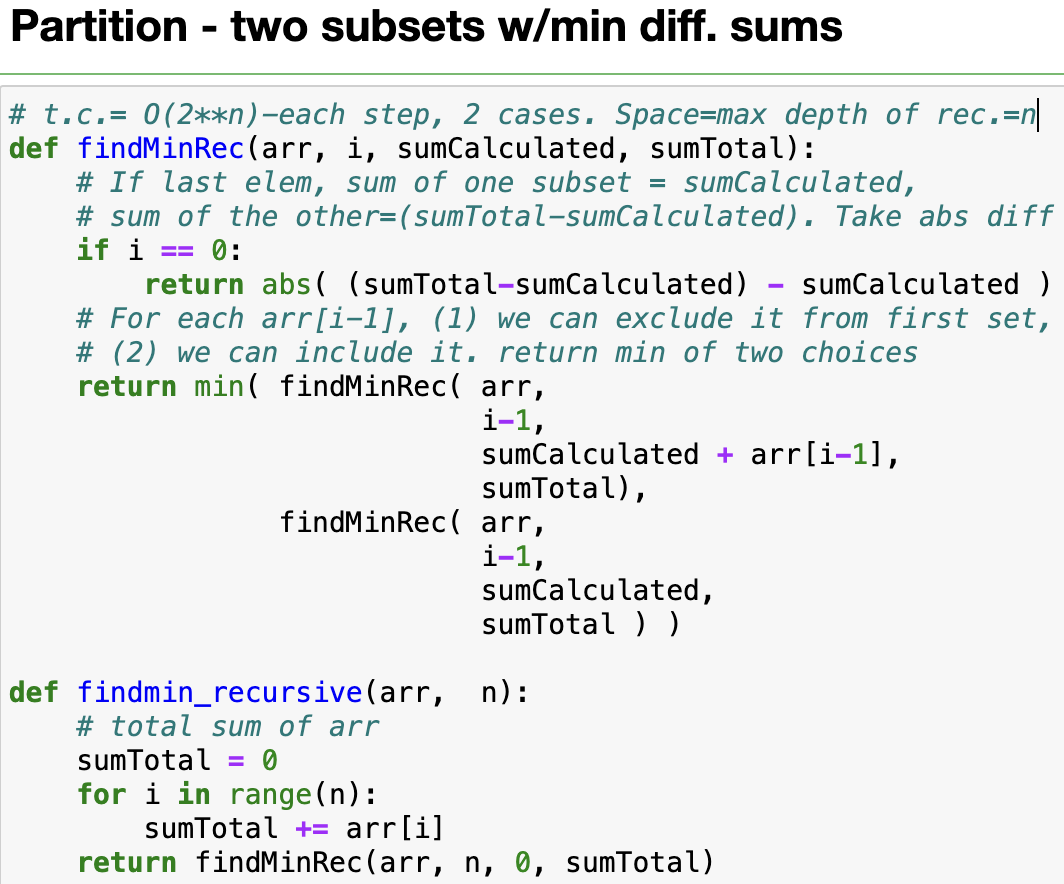 Partition - two subsets w/min diff. sums
# t.c.= O(2**n)-each step, 2 cases. Space=max depth of rec.=n
def findMinRec(arr, i, sumCalculated, sumTotal):
    # If last elem, sum of one subset = sumCalculated,
    # sum of the other=(sumTotal-sumCalculated). Take abs diff
    if i == 0:
        return abs( (sumTotal-sumCalculated) - sumCalculated )
    # For each arr[i-1], (1) we can exclude it from first set,
    # (2) we can include it. return min of two choices
    return min( findMinRec( arr,
                            i-1,
                            sumCalculated + arr[i-1],
                            sumTotal),
                findMinRec( arr,
                            i-1,
                            sumCalculated,
                            sumTotal ) )
def findmin_recursive(arr,  n):
    # total sum of arr
    sumTotal = 0
    for i in range(n):
        sumTotal += arr[i]
    return findMinRec(arr, n, 0, sumTotal)